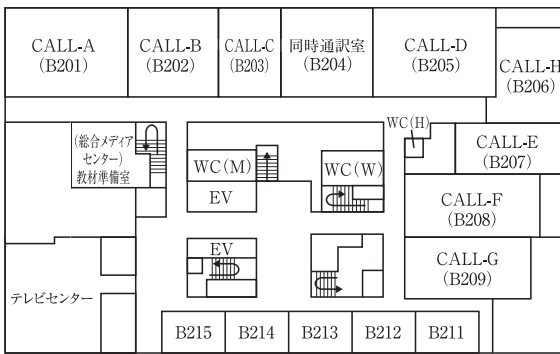 CALL-A
(B201)
CALL-B
(B202)
CALL-C
(B203)
同時通訳室
(B204)
CALL-D
(B205)
CALL-H
(B206)
WC(H)
CALL-E
(B207)
(総合メディア
センター)
教材準備室
WC(M)
EV
WC(W)
CALL-F
(B208)
EV
CALL-G
(B209)
テレビセンター
B215
B214
B213
B212
B211